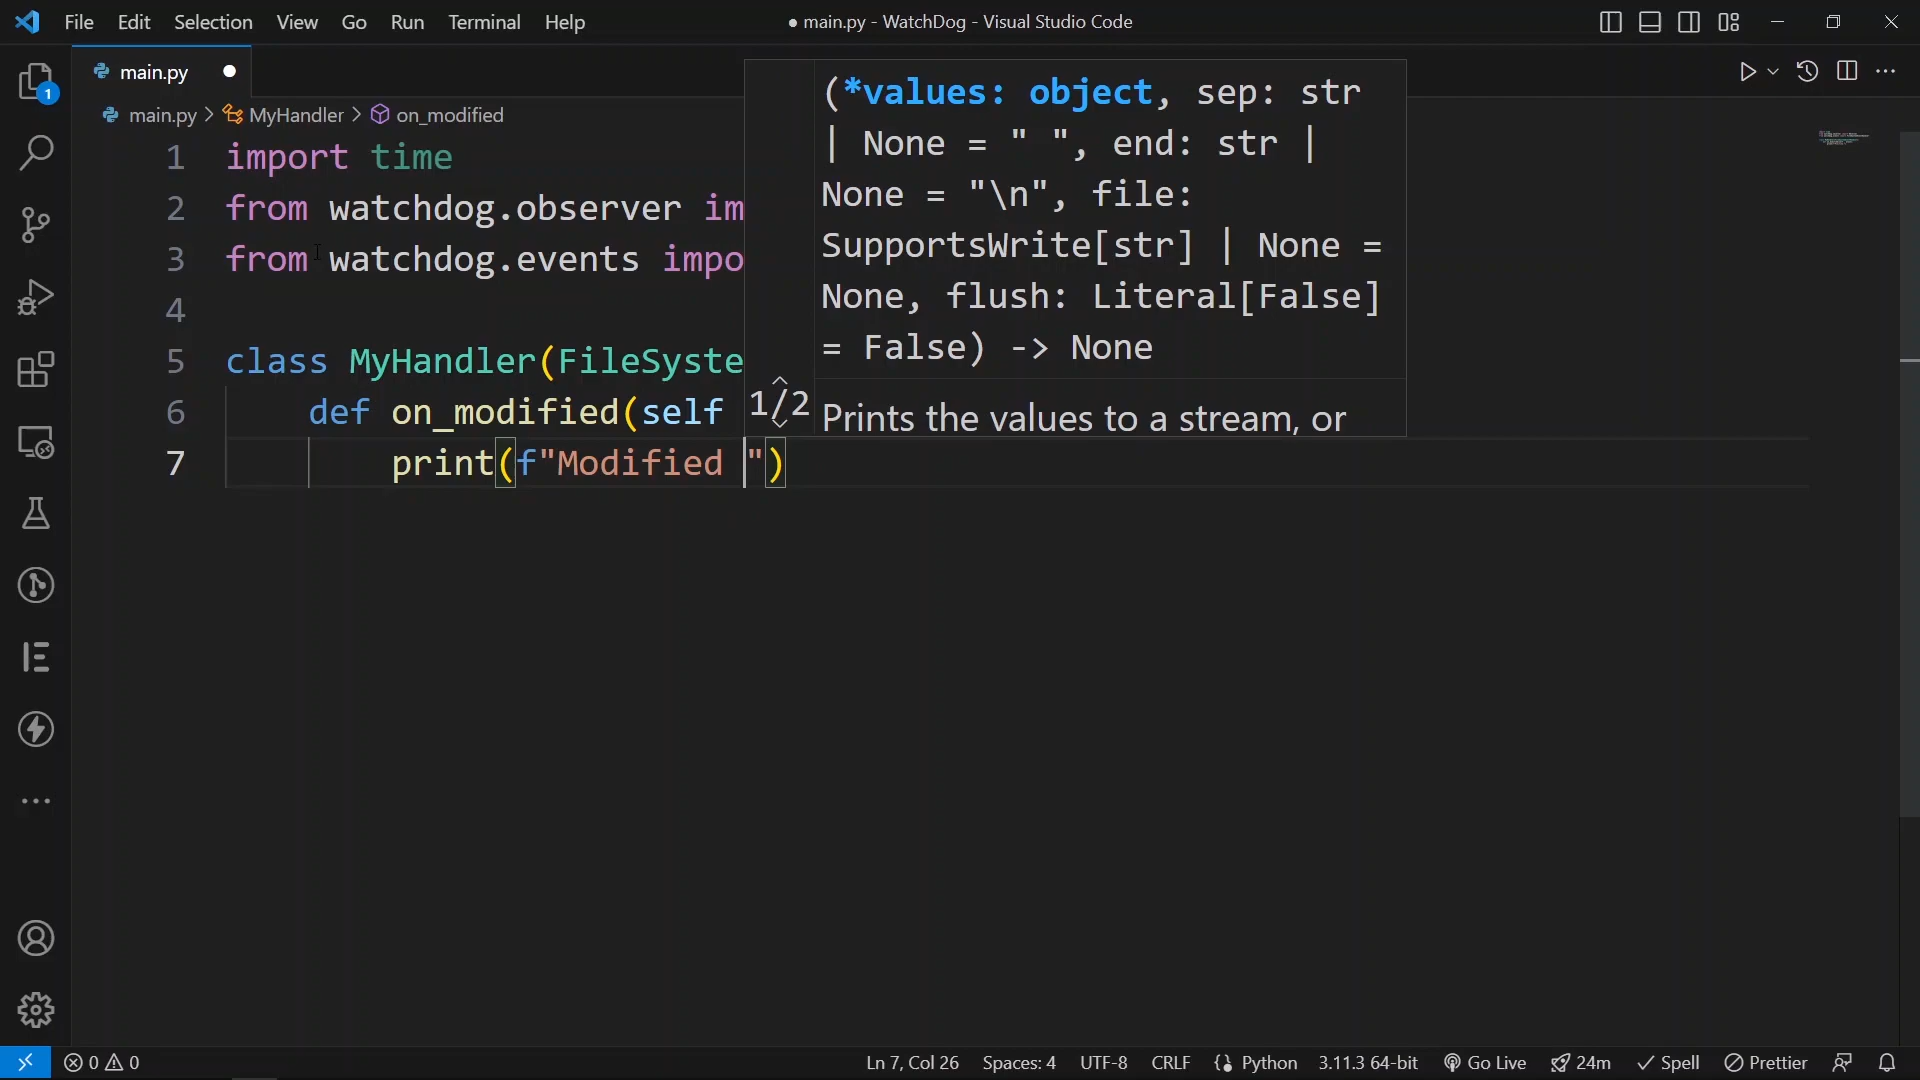 File Edit Selection View Go Run Terminal Help
● main.py - WatchDog - Visual Studio Code
1
main.py ●
main.py > MyHandler > on_modified
(*values: object, sep: str
| None = " ", end: str |
None = "\n", file:
SupportsWrite[str] | None =
None, flush: Literal[False]
= False) -> None
1/2
Prints the values to a stream, or
1 import time
2 from watchdog.observer im
3 from watchdog.events impo
4
5 class MyHandler(FileSyste
6 def on_modified(self
7 print(f"Modified ")
0 0
Ln 7, Col 26 Spaces: 4 UTF-8 CRLF Python 3.11.3 64-bit Go Live 24m Spell Prettier